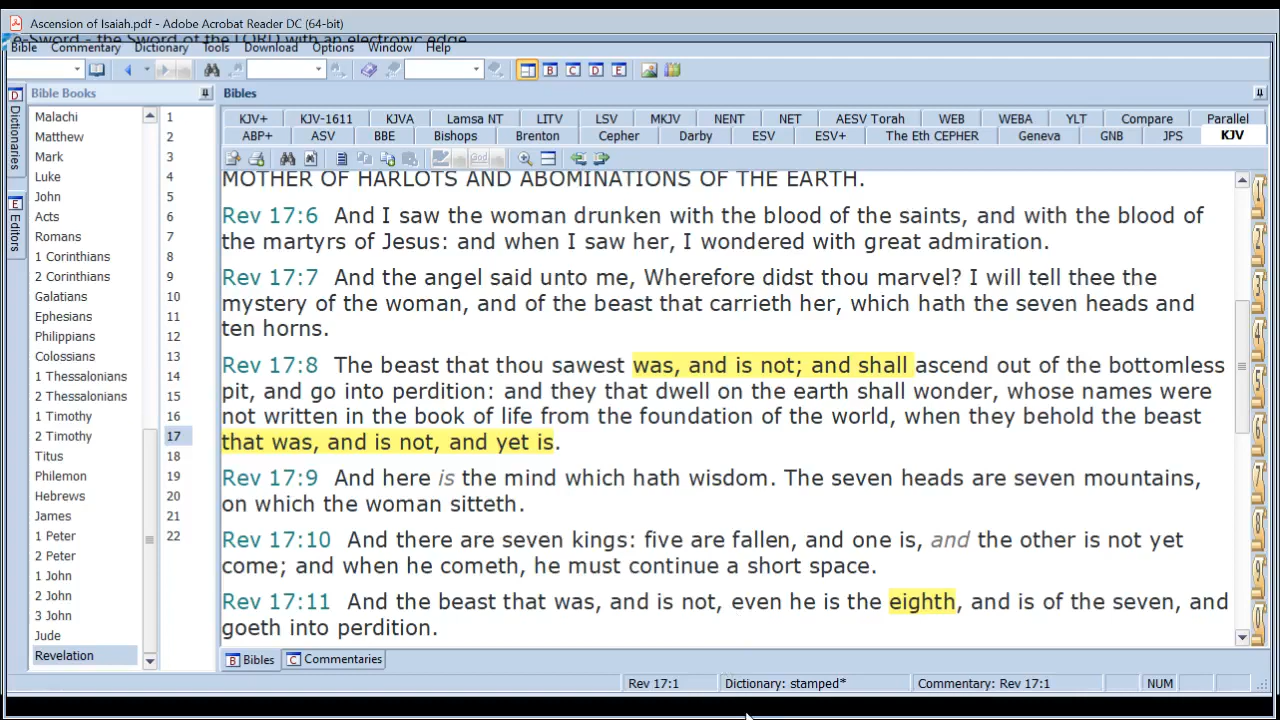 Ascension of Isaiah.pdf - Adobe Acrobat Reader DC (64-bit)
e-Sword - the Sword of the LORD with an electronic edge
Bible Commentary Dictionary Tools Download Options Window Help
Bible Books
Bibles
Dictionaries
Editors
Malachi
Matthew
Mark
Luke
John
Acts
Romans
1 Corinthians
2 Corinthians
Galatians
Ephesians
Philippians
Colossians
1 Thessalonians
2 Thessalonians
1 Timothy
2 Timothy
Titus
Philemon
Hebrews
James
1 Peter
2 Peter
1 John
2 John
3 John
Jude
Revelation
1
2
3
4
5
6
7
8
9
10
11
12
13
14
15
16
17
18
19
20
21
22
KJV+ KJV-1611 KJVA Lamsa NT LITV LSV MKJV NENT NET AESV Torah WEB WEBA YLT Compare Parallel
ABP+ ASV BBE Bishops Brenton Cepher Darby ESV ESV+ The Eth CEPHER Geneva GNB JPS KJV
MOTHER OF HARLOTS AND ABOMINATIONS OF THE EARTH.
Rev 17:6 And I saw the woman drunken with the blood of the saints, and with the blood of
the martyrs of Jesus: and when I saw her, I wondered with great admiration.
Rev 17:7 And the angel said unto me, Wherefore didst thou marvel? I will tell thee the
mystery of the woman, and of the beast that carrieth her, which hath the seven heads and
ten horns.
Rev 17:8 The beast that thou sawest was, and is not; and shall ascend out of the bottomless
pit, and go into perdition: and they that dwell on the earth shall wonder, whose names were
not written in the book of life from the foundation of the world, when they behold the beast
that was, and is not, and yet is.
Rev 17:9 And here is the mind which hath wisdom. The seven heads are seven mountains,
on which the woman sitteth.
Rev 17:10 And there are seven kings: five are fallen, and one is, and the other is not yet
come; and when he cometh, he must continue a short space.
Rev 17:11 And the beast that was, and is not, even he is the eighth, and is of the seven, and
goeth into perdition.
Bibles Commentaries
Rev 17:1 Dictionary: stamped* Commentary: Rev 17:1 NUM